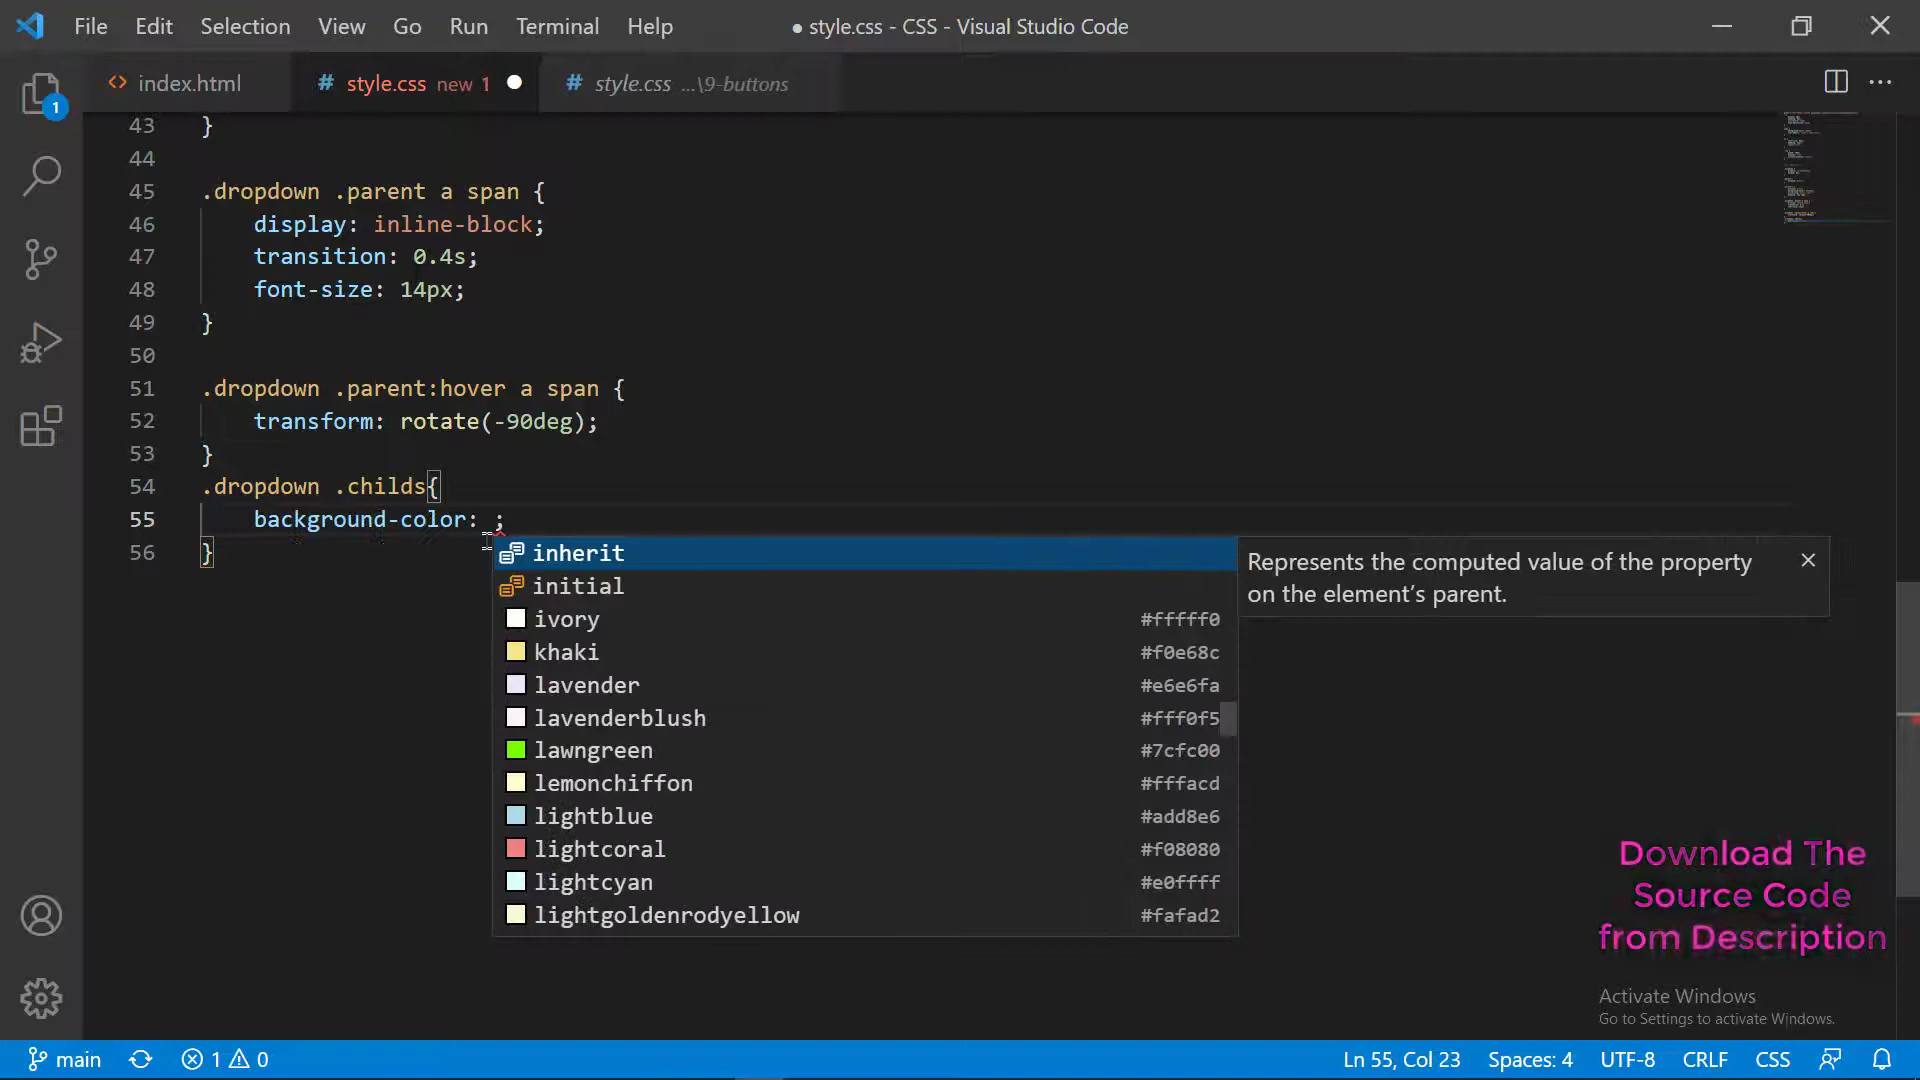 File Edit Selection View Go Run Terminal Help ● style.css - CSS - Visual Studio Code
1
<> index.html # style.css new 1 # style.css ...\9-buttons
43 }
44
45 .dropdown .parent a span {
46 display: inline-block;
47 transition: 0.4s;
48 font-size: 14px;
49 }
50
51 .dropdown .parent:hover a span {
52 transform: rotate(-90deg);
53 }
54 .dropdown .childs{
55 background-color: ;
56 }
inherit
initial
ivory #fffff0
khaki #f0e68c
lavender #e6e6fa
lavenderblush #fff0f5
lawngreen #7cfc00
lemonchiffon #fffacd
lightblue #add8e6
lightcoral #f08080
lightcyan #e0ffff
lightgoldenrodyellow #fafad2
Represents the computed value of the property
on the element's parent.
Download The
Source Code
from Description
Activate Windows
Go to Settings to activate Windows.
main 1 0 Ln 55, Col 23 Spaces: 4 UTF-8 CRLF CSS